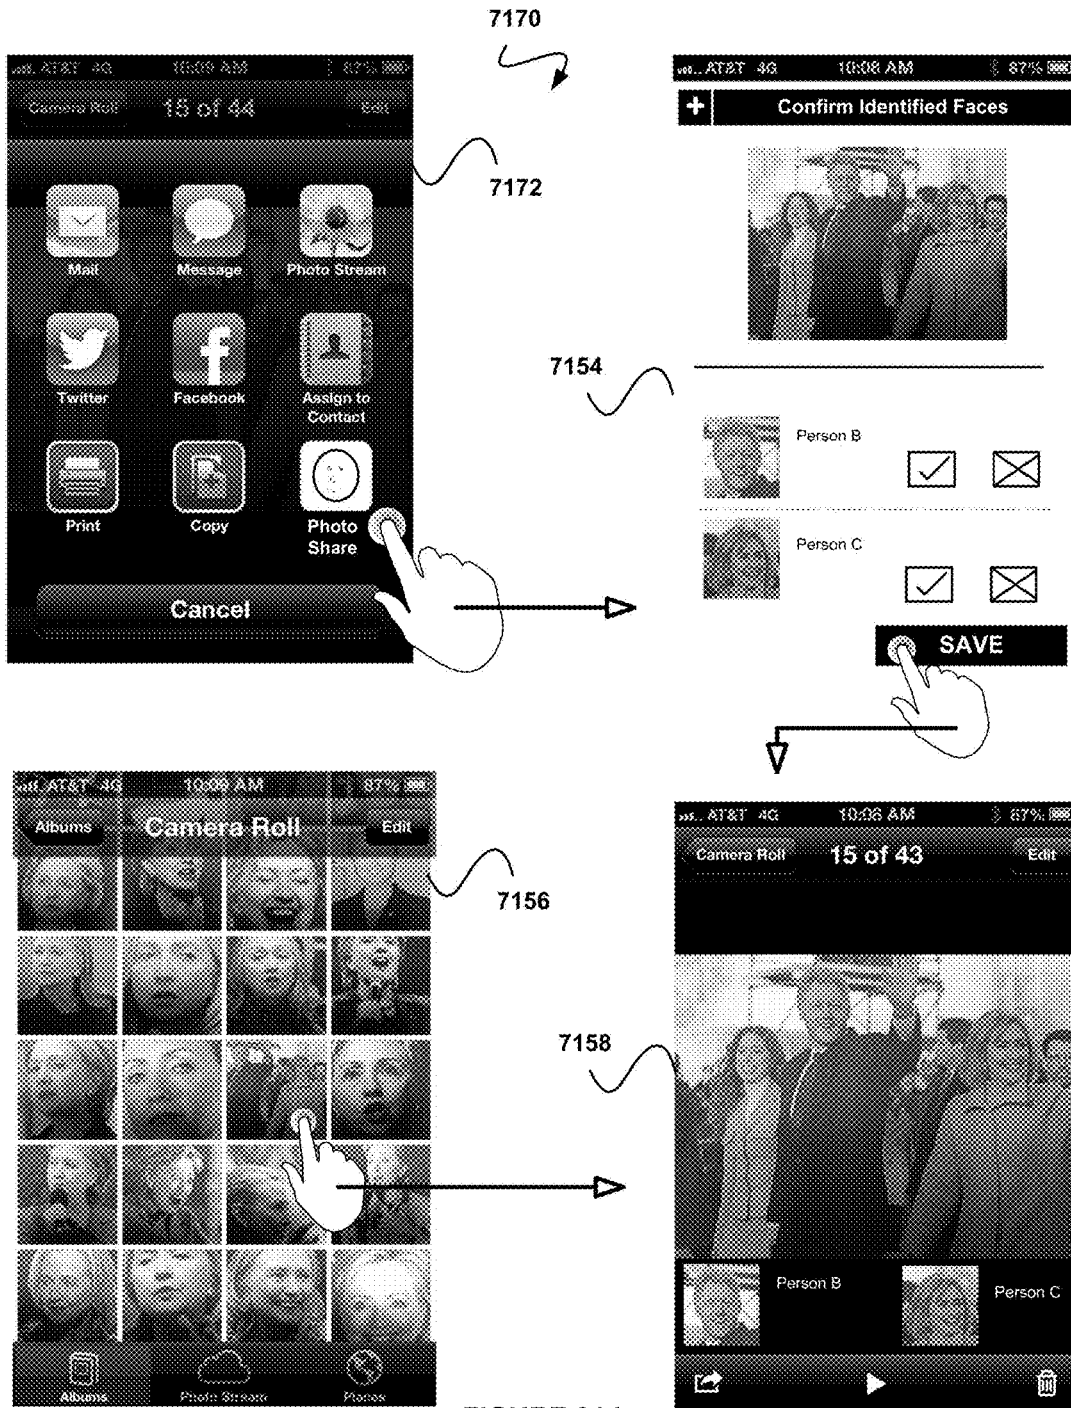 7170
AT&T 4G 10:09 AM 87%
Camera Roll 15 of 44 Edit
7172
Mail Message Photo Stream
Twitter Facebook Assign to
Contact
Print Copy Photo
Share
Cancel
AT&T 4G 10:08 AM 87%
+ Confirm Identified Faces
7154
Person B
Person C
SAVE
AT&T 4G 10:09 AM 87%
Albums Camera Roll Edit
7156
Albums Photo Stream Places
AT&T 4G 10:08 AM 87%
Camera Roll 15 of 43 Edit
7158
Person B Person C